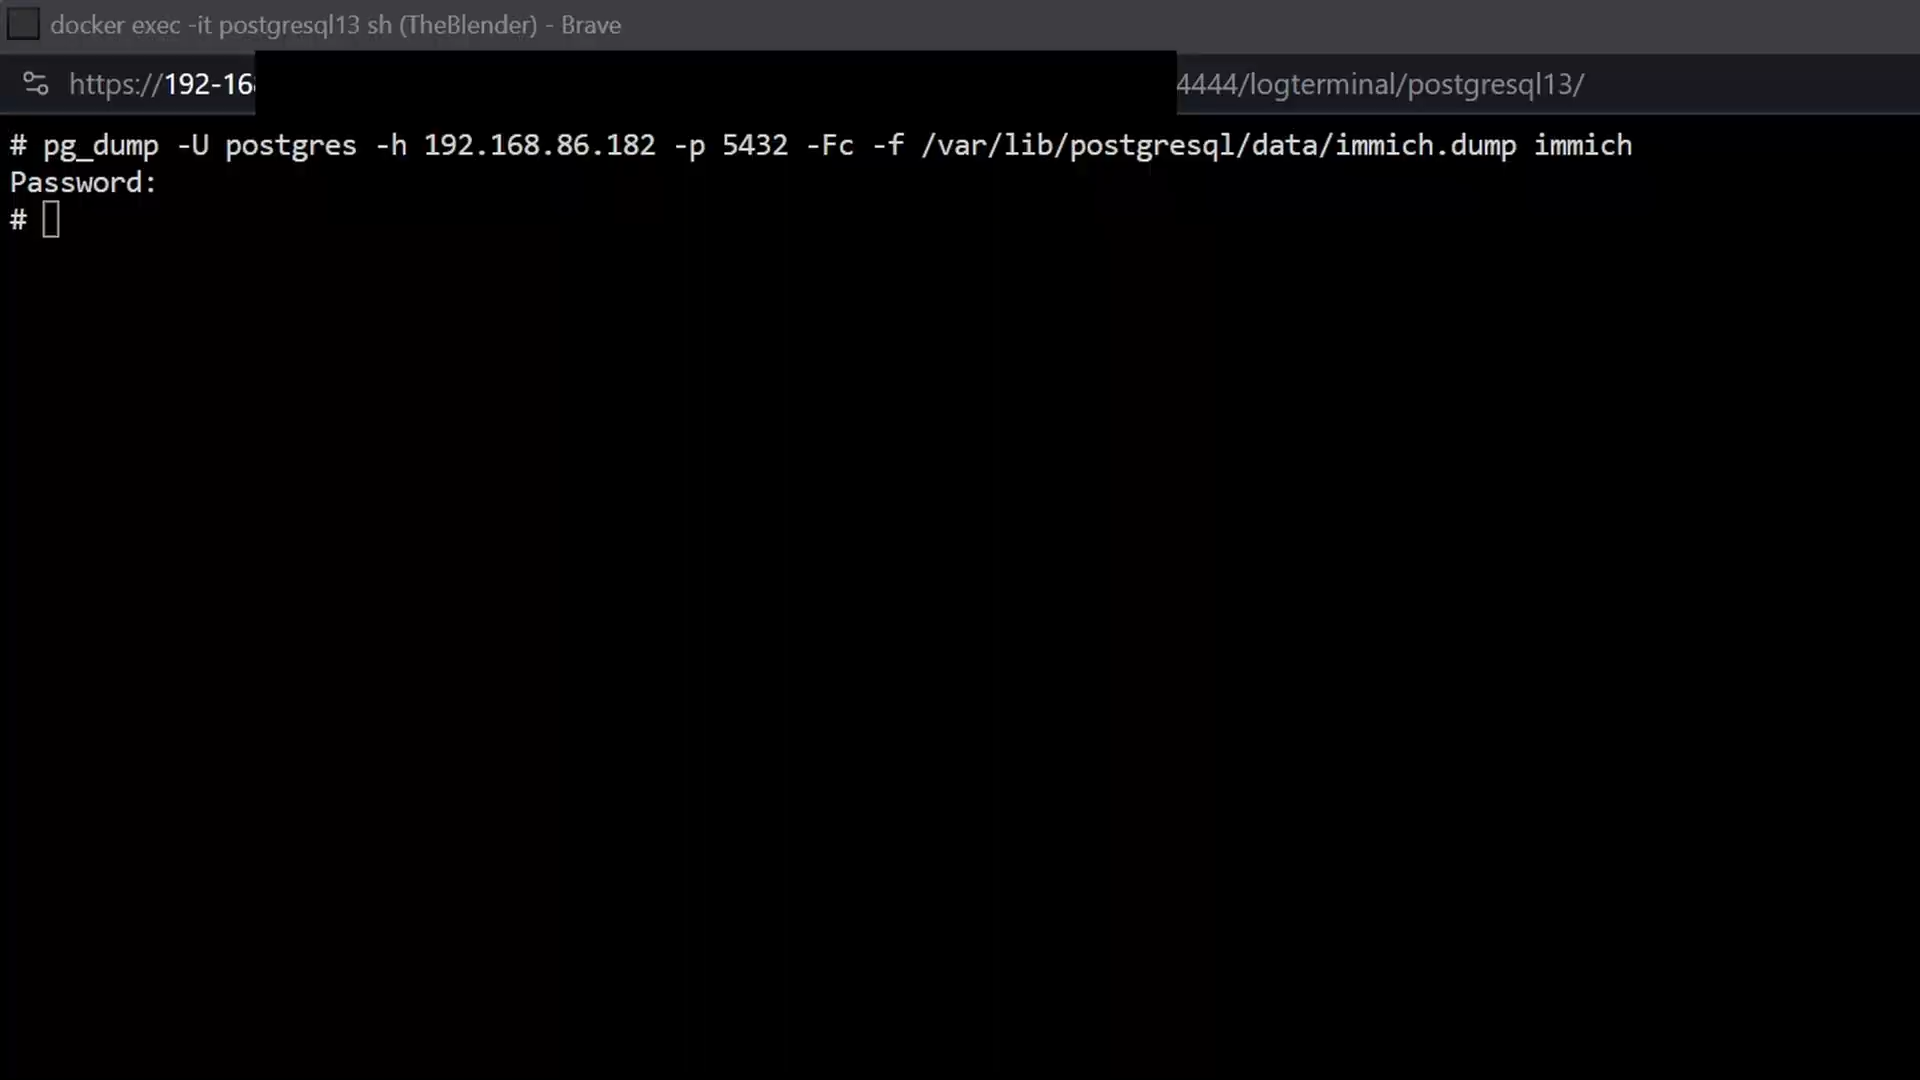 docker exec -it postgresql13 sh (TheBlender) - Brave
https://192-16 4444/logterminal/postgresql13/
# pg_dump -U postgres -h 192.168.86.182 -p 5432 -Fc -f /var/lib/postgresql/data/immich.dump immich
Password:
#